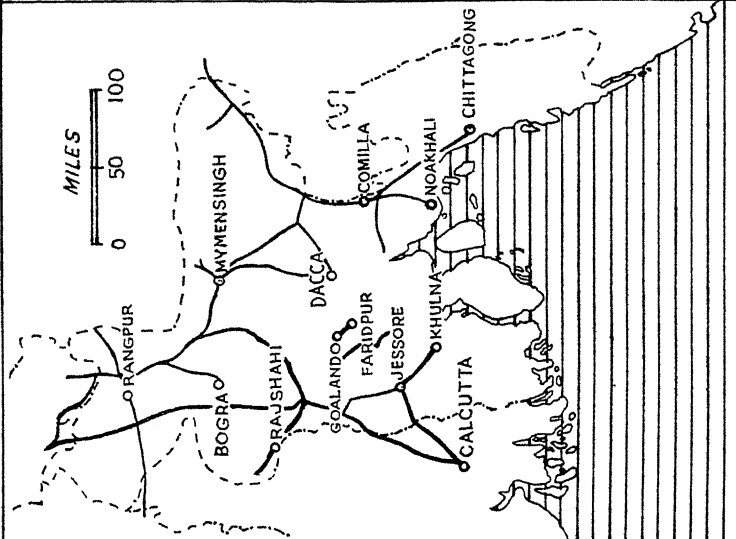 MILES
0 50 100
RANGPUR
MYMENSINGH
BOGRA
RAJSHAHI
DACCA
COMILLA
GOALANDO
FARIDPUR
JESSORE
KHULNA
NOAKHALI
CHITTAGONG
CALCUTTA